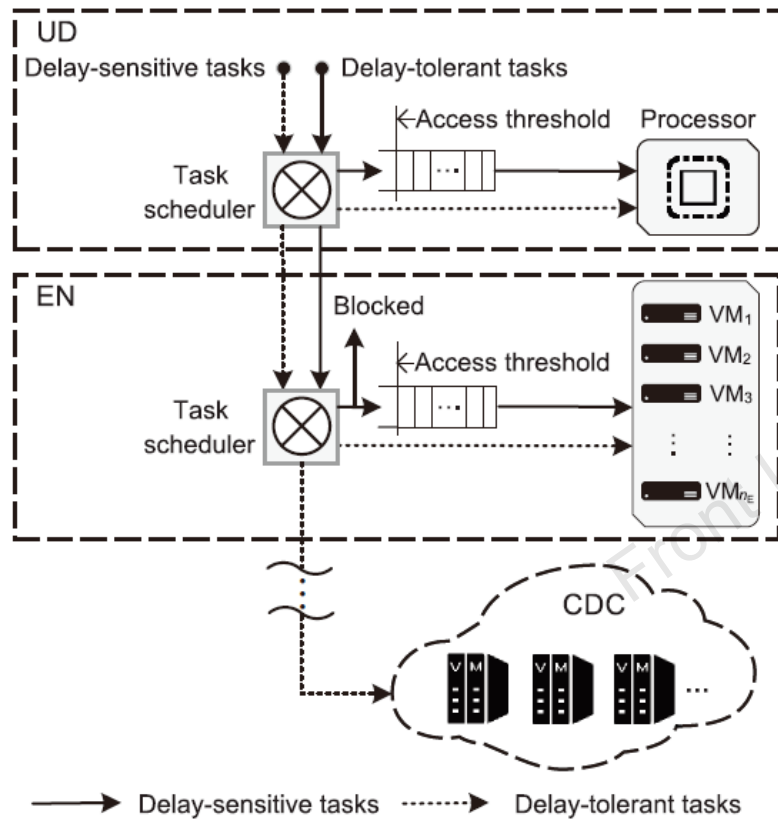 UD
Delay-sensitive tasks
Delay-tolerant tasks
←Access threshold
Processor
Task
scheduler
EN
Blocked
←Access threshold
Task
scheduler
VM1
VM2
VM3
VMnE
CDC
V M
V M
V M
...
Delay-sensitive tasks
Delay-tolerant tasks
Front